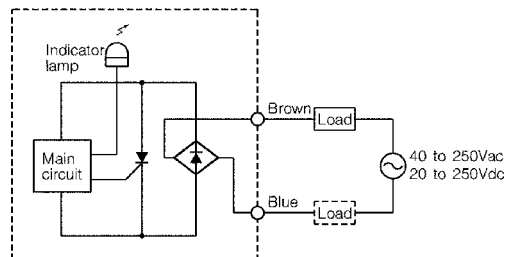 Indicator
lamp
Brown
Load
Main
circuit
40 to 250Vac
20 to 250Vdc
Blue
Load